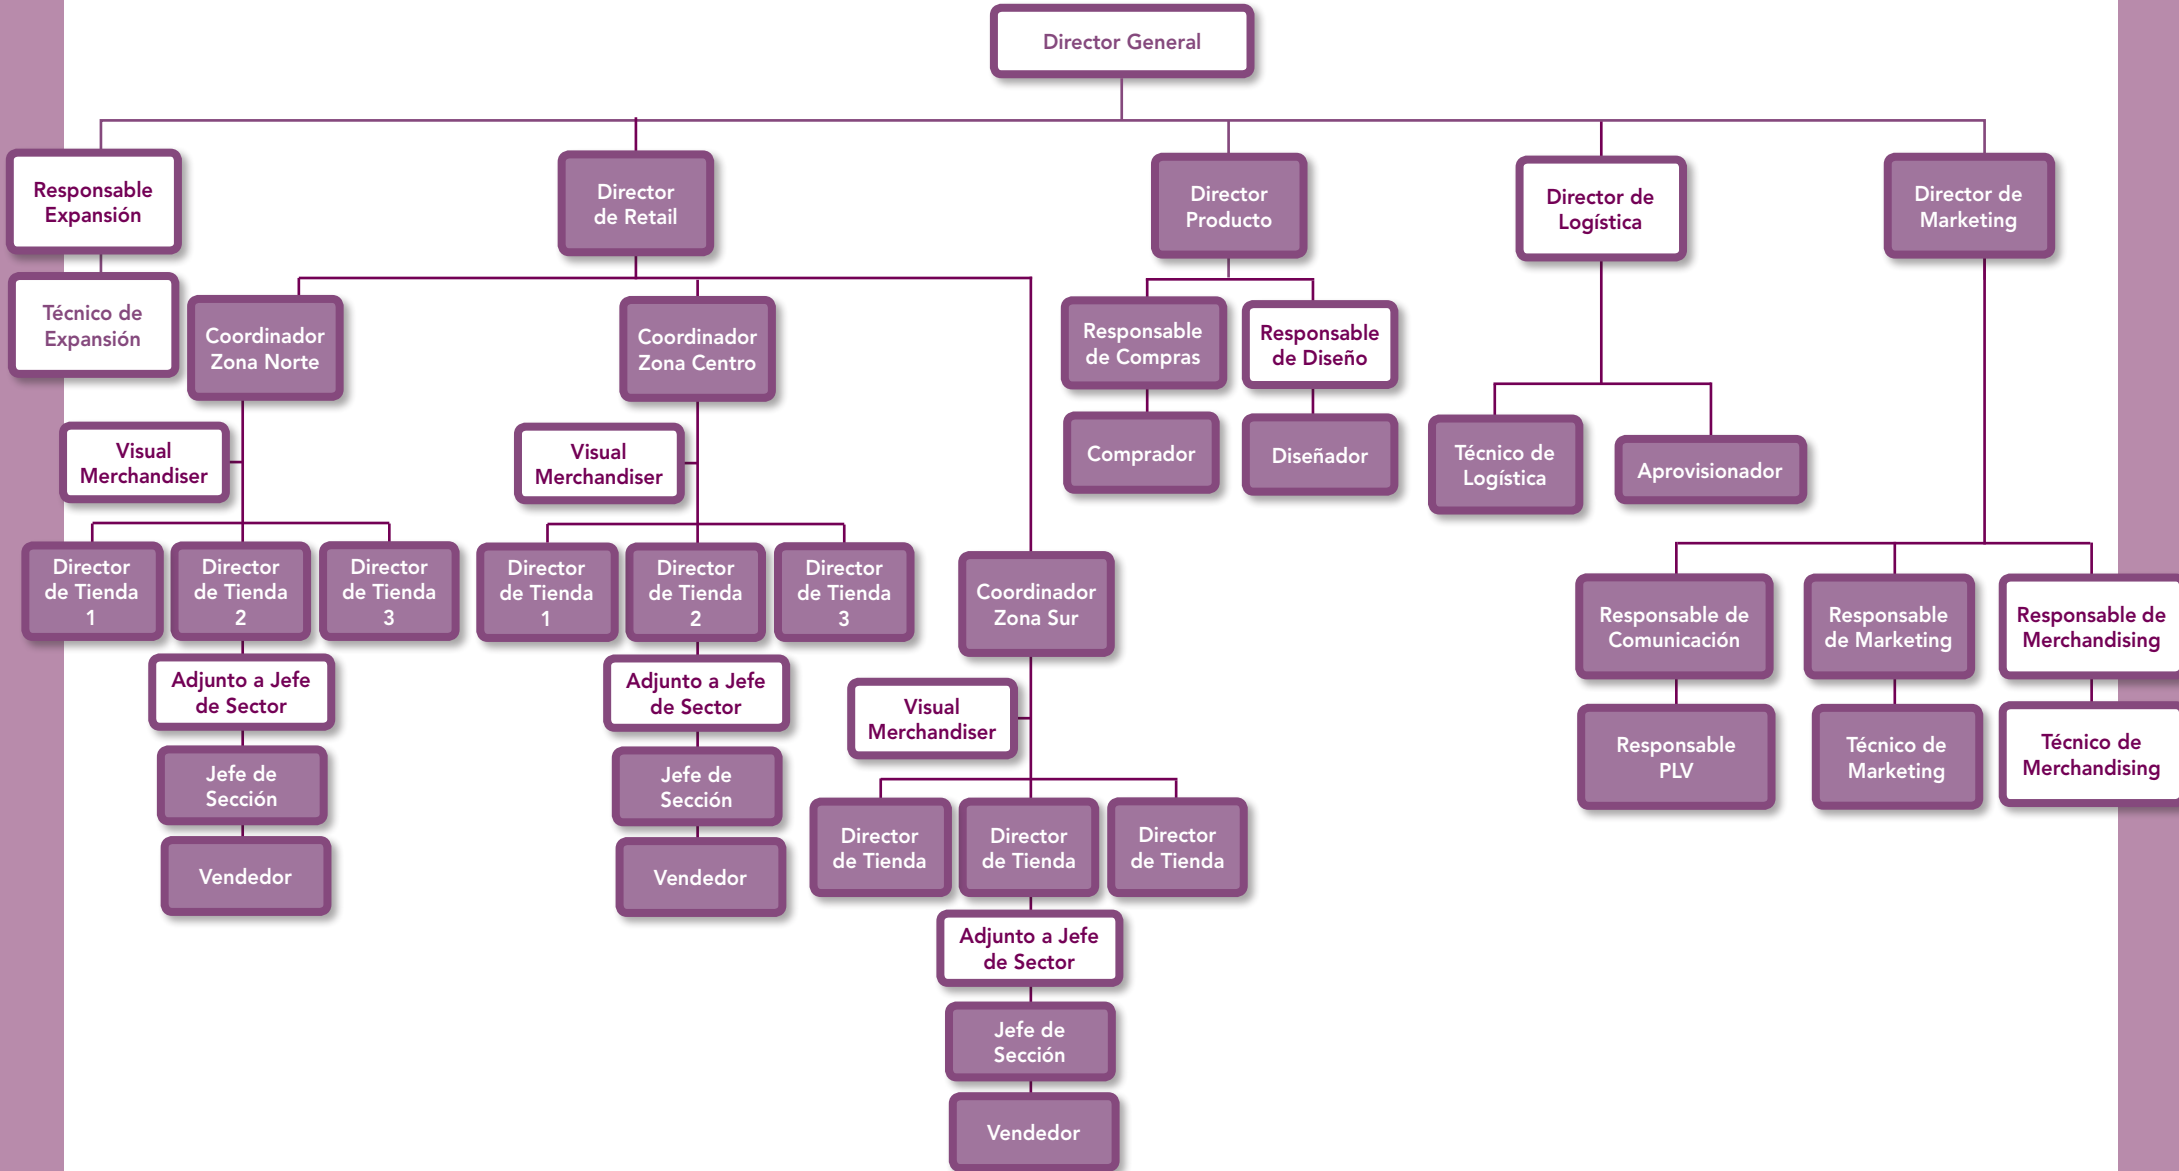 Director General
Responsable
Expansión
Director
de Retail
Director
Producto
Director de
Logística
Director de
Marketing
Técnico de
Expansión
Coordinador
Zona Norte
Coordinador
Zona Centro
Responsable
de Compras
Responsable
de Diseño
Visual
Merchandiser
Visual
Merchandiser
Comprador
Diseñador
Técnico de
Logística
Aprovisionador
Director
de Tienda
1
Director
de Tienda
2
Director
de Tienda
3
Director
de Tienda
1
Director
de Tienda
2
Director
de Tienda
3
Coordinador
Zona Sur
Responsable de
Comunicación
Responsable
de Marketing
Responsable de
Merchandising
Adjunto a Jefe
de Sector
Adjunto a Jefe
de Sector
Visual
Merchandiser
Responsable
PLV
Técnico de
Marketing
Técnico de
Merchandising
Jefe de
Sección
Jefe de
Sección
Director
de Tienda
Director
de Tienda
Director
de Tienda
Vendedor
Vendedor
Adjunto a Jefe
de Sector
Jefe de
Sección
Vendedor